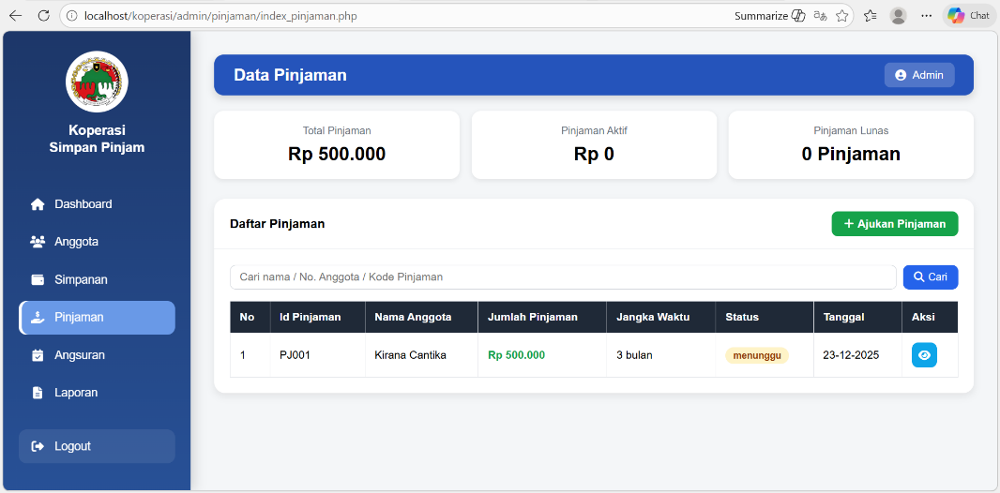 localhost/koperasi/admin/pinjaman/index_pinjaman.php
Summarize
Chat
Koperasi
Simpan Pinjam
Dashboard
Anggota
Simpanan
Pinjaman
Angsuran
Laporan
Logout
Data Pinjaman
Admin
Total Pinjaman
Rp 500.000
Pinjaman Aktif
Rp 0
Pinjaman Lunas
0 Pinjaman
Daftar Pinjaman
+ Ajukan Pinjaman
Cari nama / No. Anggota / Kode Pinjaman
Cari
No Id Pinjaman Nama Anggota Jumlah Pinjaman Jangka Waktu Status Tanggal Aksi
1 PJ001 Kirana Cantika Rp 500.000 3 bulan menunggu 23-12-2025